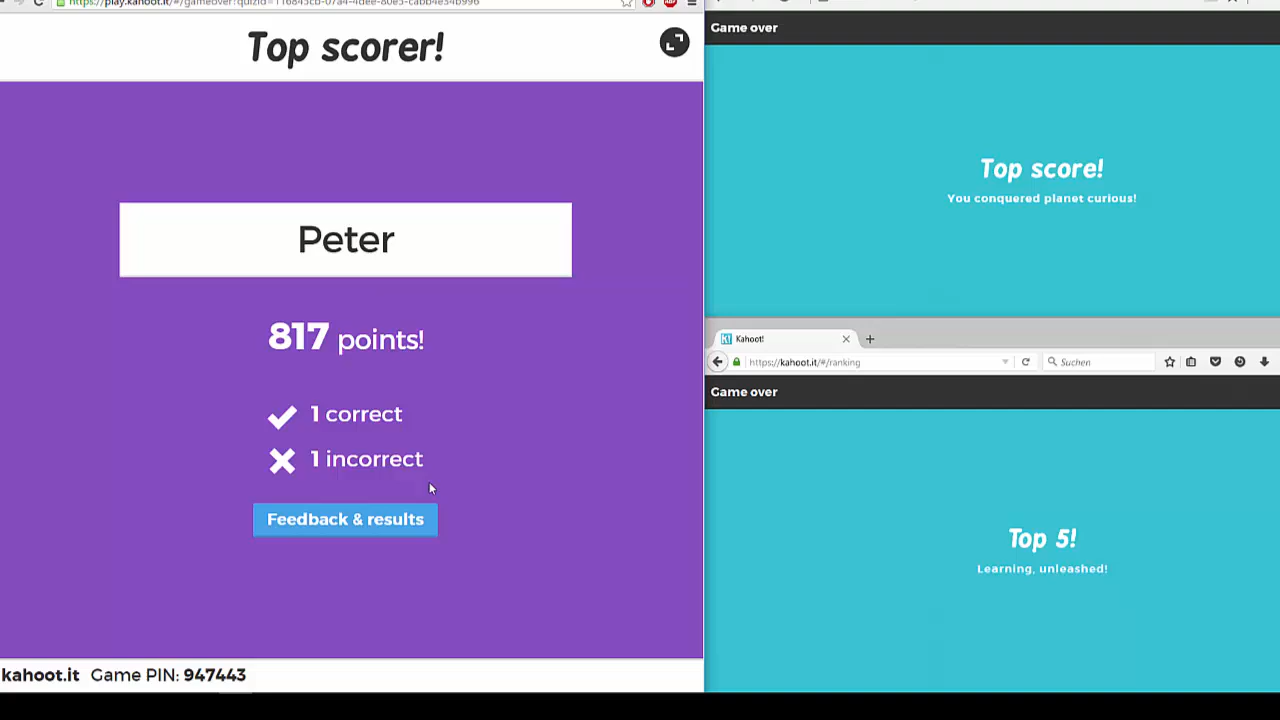 Top scorer!
Peter
817 points!
1 correct
1 incorrect
Feedback & results
kahoot.it Game PIN: 947443
Game over
Top score!
You conquered planet curious!
Kahoot!
https://kahoot.it/#/ranking
Suchen
Game over
Top 5!
Learning, unleashed!